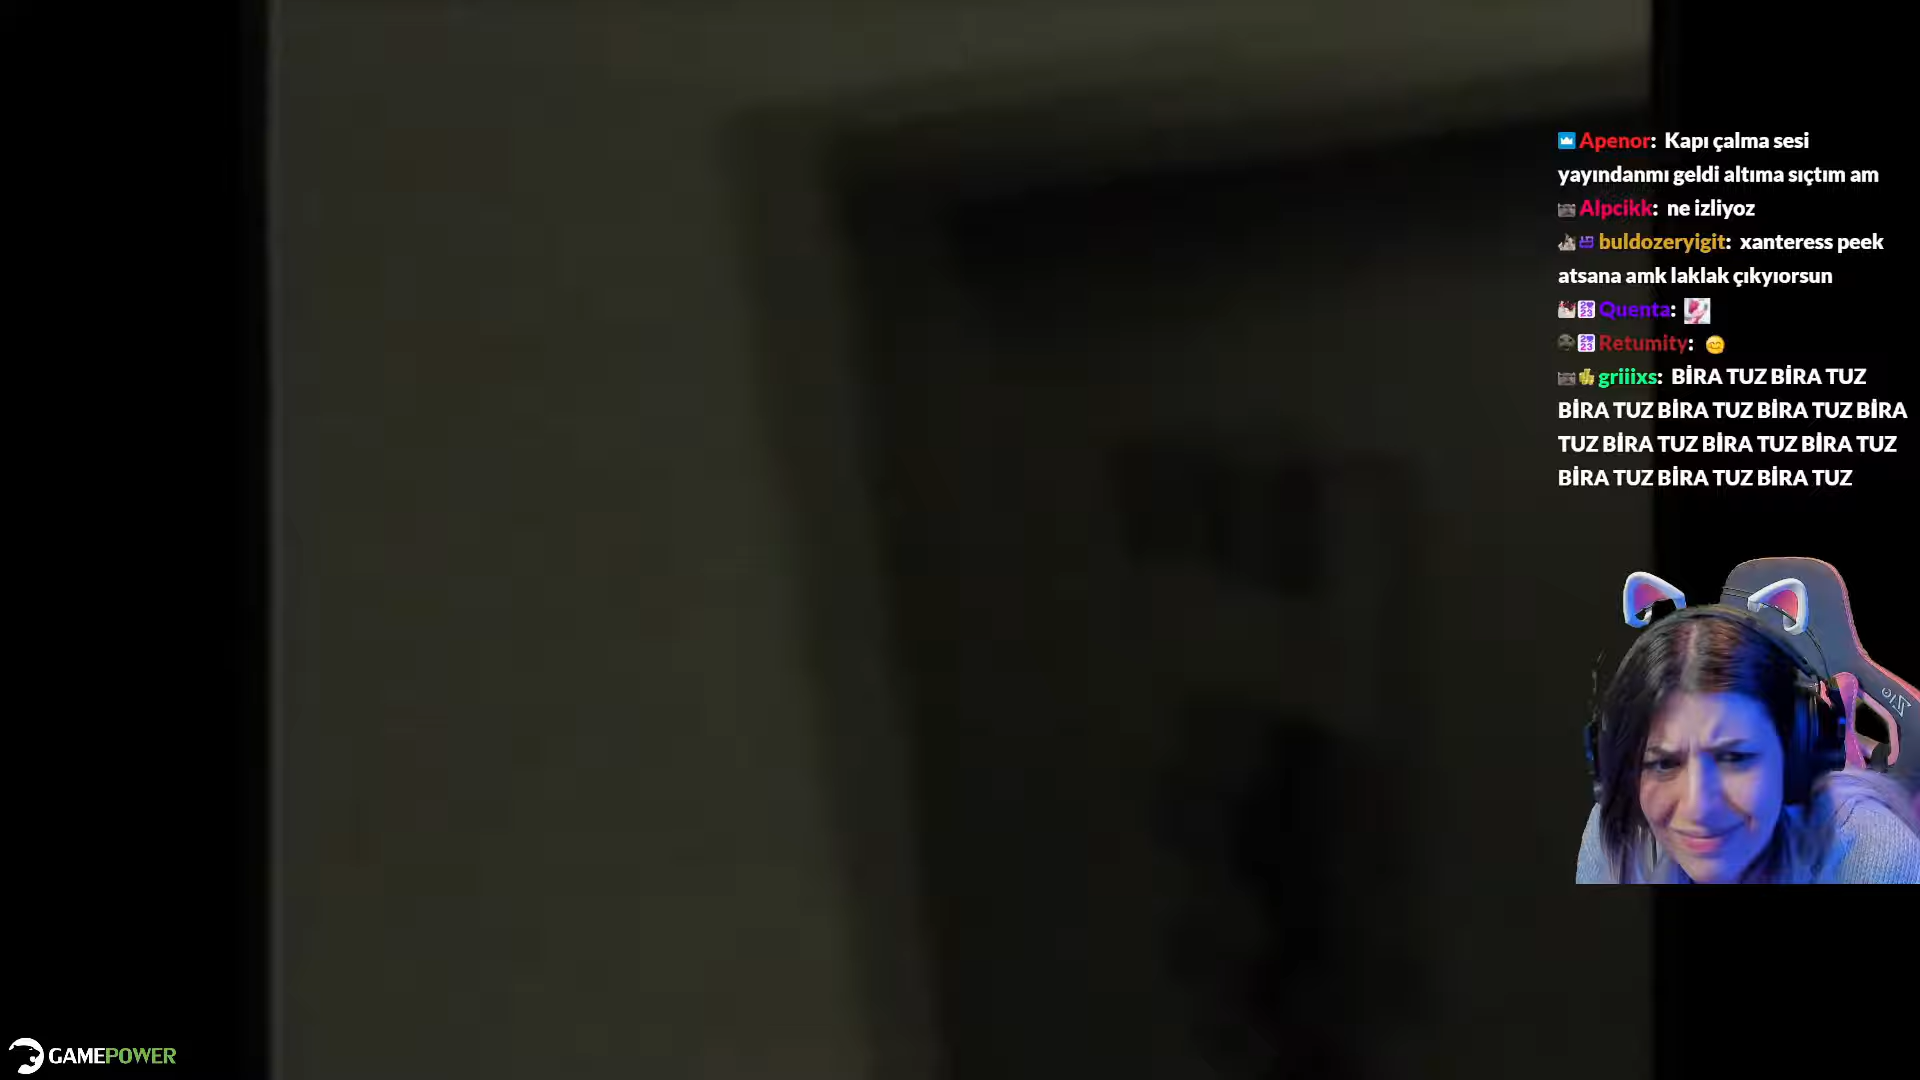 Apenor: Kapı çalma sesi
yayındanmı geldi altıma sıçtım am
Alpcikk: ne izliyoz
buldozeryigit: xanteress peek
atsana amk laklak çıkyıorsun
Quenta:
Retumity:
griiixs: BİRA TUZ BİRA TUZ
BİRA TUZ BİRA TUZ BİRA TUZ BİRA
TUZ BİRA TUZ BİRA TUZ BİRA TUZ
BİRA TUZ BİRA TUZ BİRA TUZ
GAMEPOWER